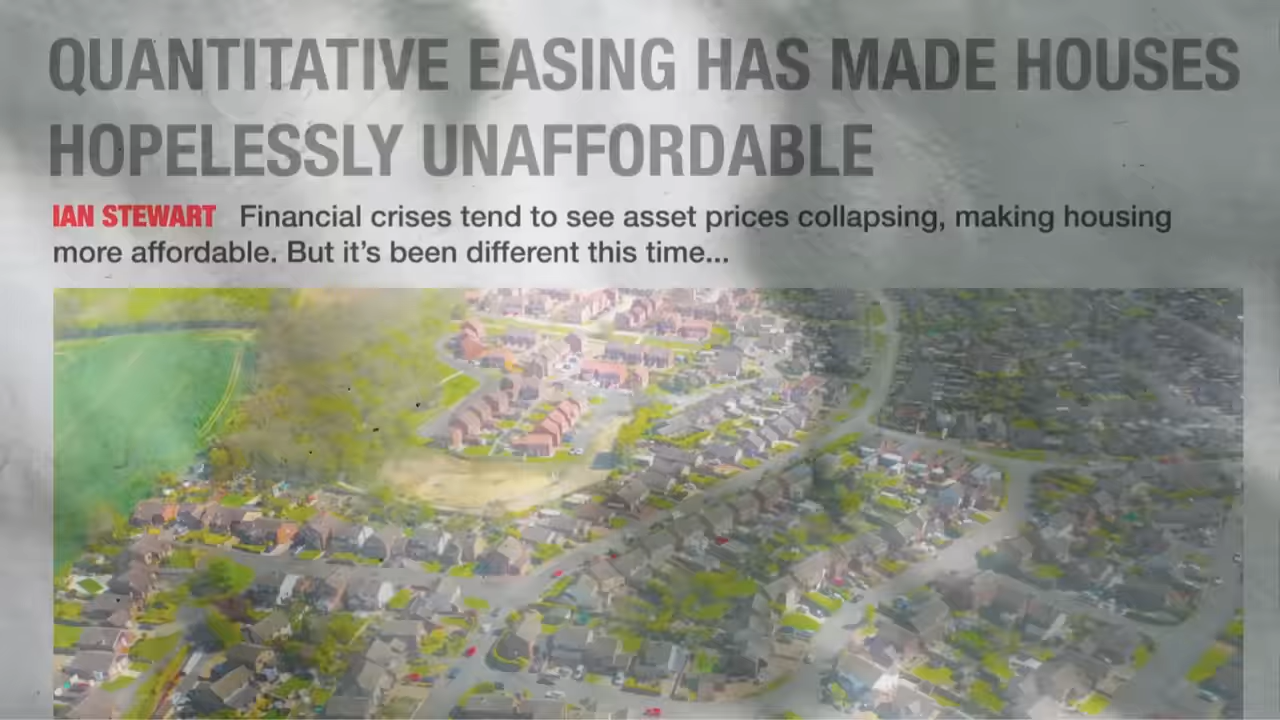 QUANTITATIVE EASING HAS MADE HOUSES
HOPELESSLY UNAFFORDABLE
IAN STEWART Financial crises tend to see asset prices collapsing, making housing
more affordable. But it’s been different this time...